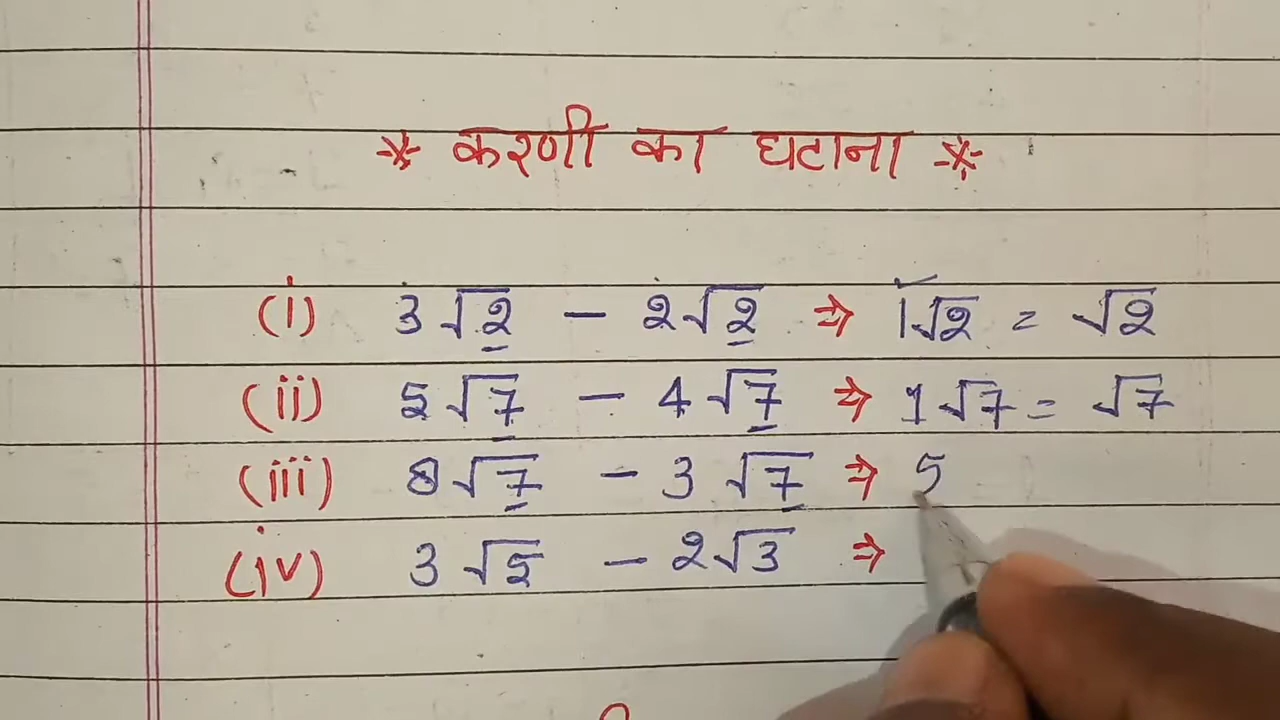 * करणी का घटाना *
(i) 3√2 − 2√2 ⇒ 1√2 = √2
(ii) 5√7 − 4√7 ⇒ 1√7 = √7
(iii) 8√7 − 3√7 ⇒ 5
(iv) 3√5 − 2√3 ⇒